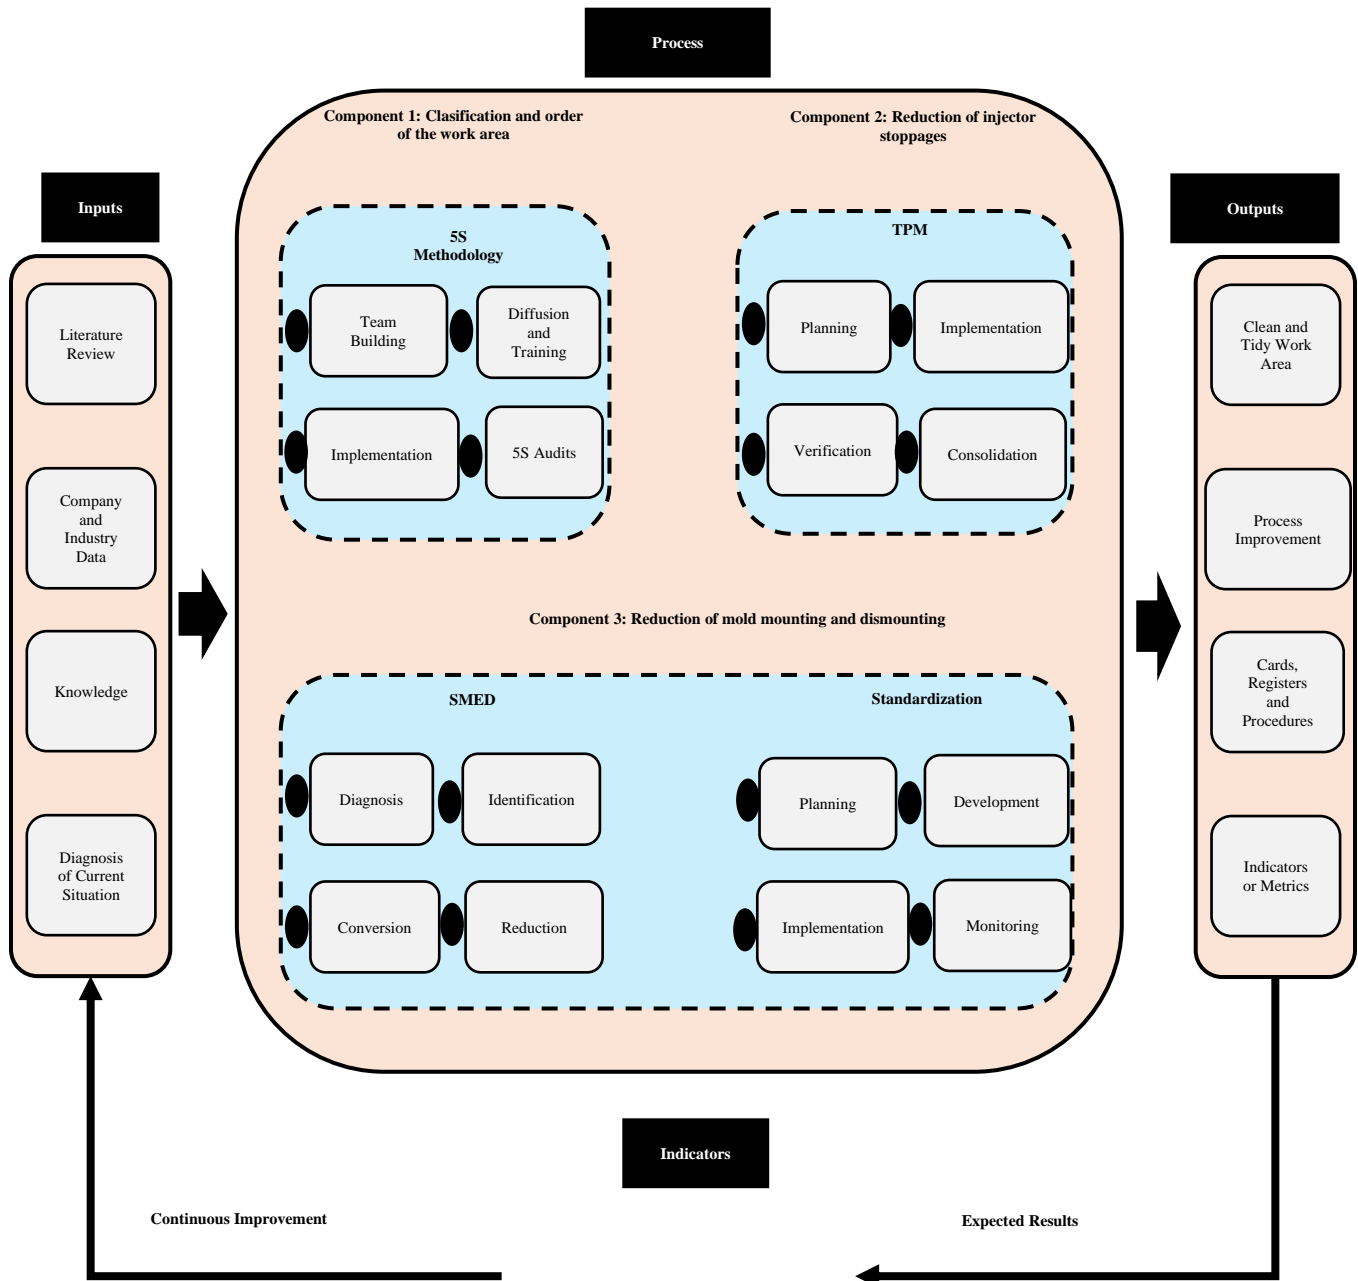 Process
Component 1: Clasification and order
of the work area
Component 2: Reduction of injector
stoppages
Inputs
Outputs
5S
Methodology
TPM
Literature
Review
Team
Building
Diffusion
and
Training
Planning
Implementation
Clean and
Tidy Work
Area
Implementation
5S Audits
Verification
Consolidation
Company
and
Industry
Data
Process
Improvement
Component 3: Reduction of mold mounting and dismounting
Knowledge
Cards,
Registers
and
Procedures
SMED
Standardization
Diagnosis
Identification
Planning
Development
Diagnosis
of Current
Situation
Conversion
Reduction
Implementation
Monitoring
Indicators
or Metrics
Indicators
Continuous Improvement
Expected Results